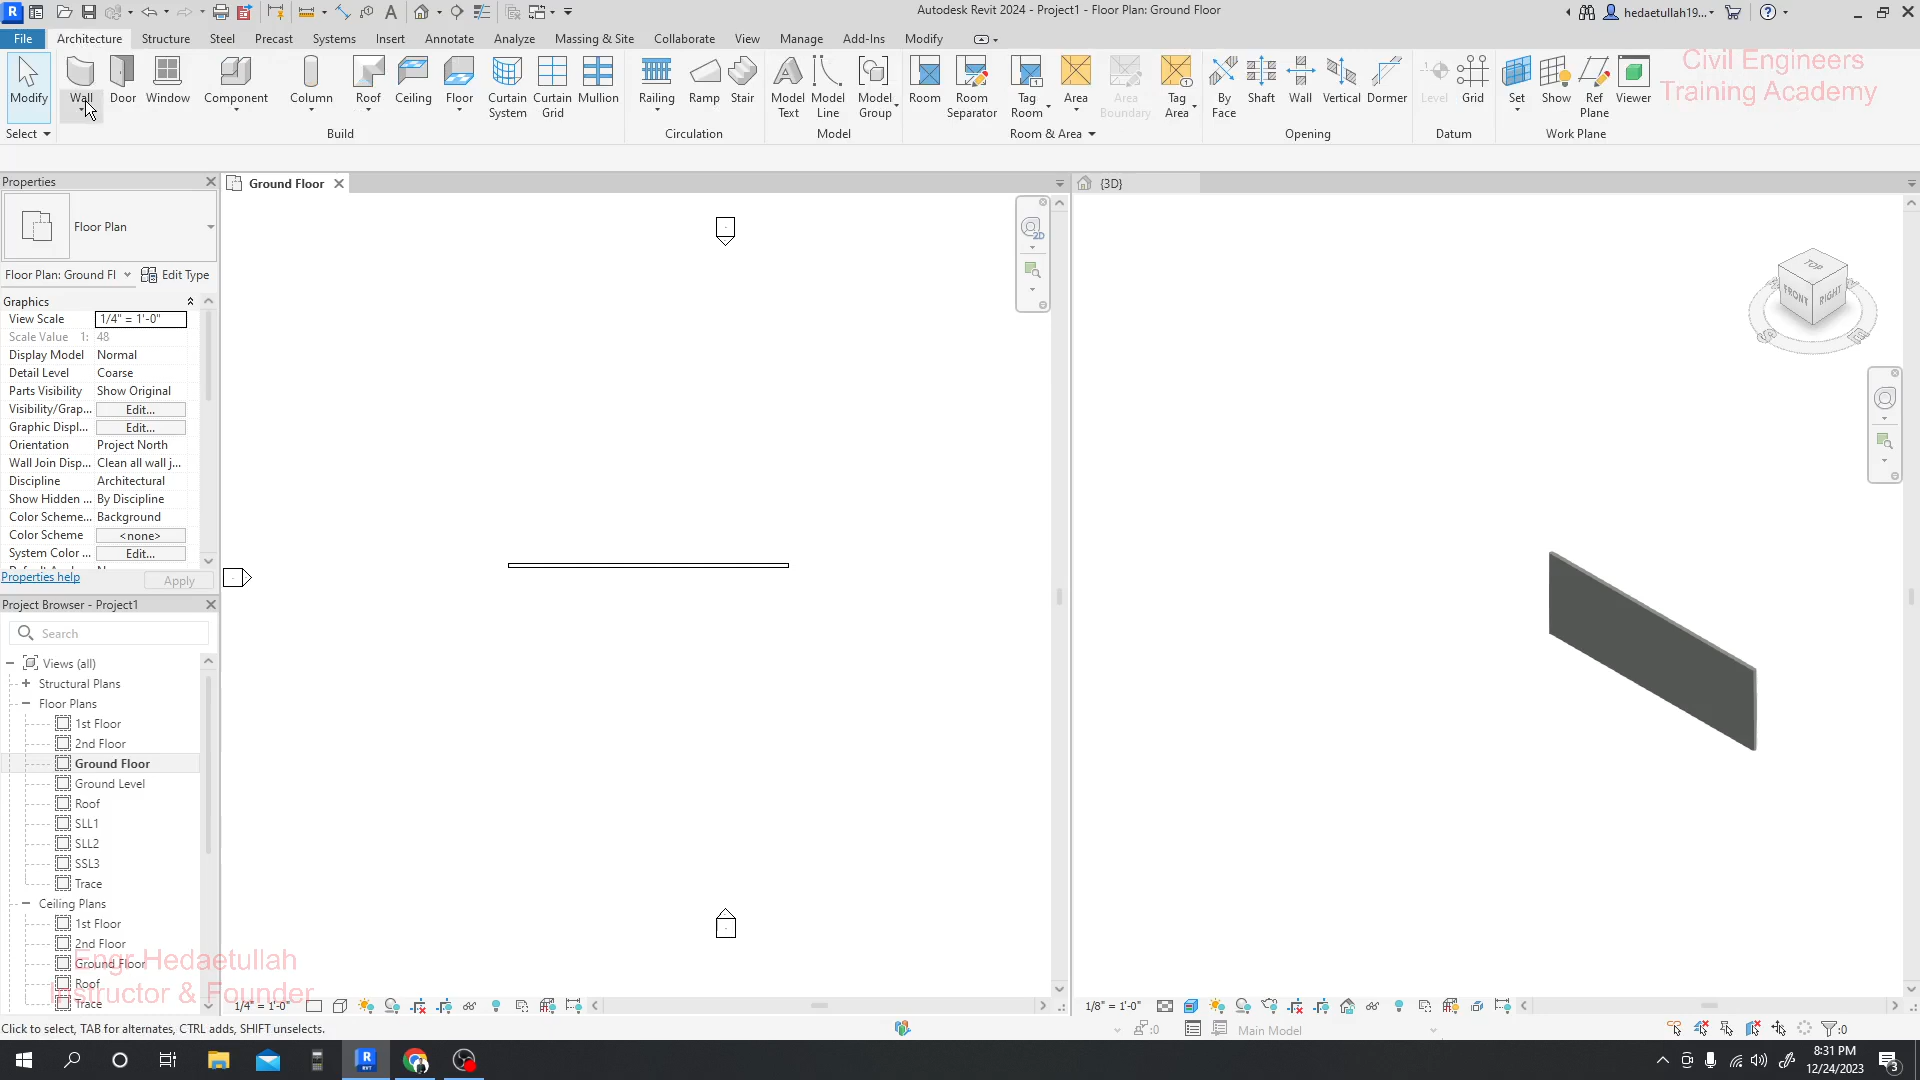 Autodesk Revit 2024 - Project1 - Floor Plan: Ground Floor
hedaetullah19...
File Architecture Structure Steel Precast Systems Insert Annotate Analyze Massing & Site Collaborate View Manage Add-Ins Modify
Modify Wall Door Window Component Column Roof Ceiling Floor Curtain System Curtain Grid Mullion Railing Ramp Stair Model Text Model Line Model Group Room Room Separator Tag Room Area Area Boundary Tag Area By Face Shaft Wall Vertical Dormer Level Grid Set Show Ref Plane Viewer
Select Build Circulation Model Room & Area Opening Datum Work Plane
Civil Engineers
Training Academy
Properties
Floor Plan
Floor Plan: Ground Fl Edit Type
Graphics
View Scale 1/4" = 1'-0"
Scale Value 1: 48
Display Model Normal
Detail Level Coarse
Parts Visibility Show Original
Visibility/Grap... Edit...
Graphic Displ... Edit...
Orientation Project North
Wall Join Disp... Clean all wall j...
Discipline Architectural
Show Hidden ... By Discipline
Color Scheme... Background
Color Scheme <none>
System Color ... Edit...
Properties help Apply
Project Browser - Project1
Search
Views (all)
Structural Plans
Floor Plans
1st Floor
2nd Floor
Ground Floor
Ground Level
Roof
SLL1
SLL2
SSL3
Trace
Ceiling Plans
1st Floor
2nd Floor
Ground Floor
Roof
Trace
Engr.Hedaetullah
Instructor & Founder
Ground Floor
2D
{3D}
TOP
FRONT
RIGHT
1/4" = 1'-0"
1/8" = 1'-0"
Click to select, TAB for alternates, CTRL adds, SHIFT unselects.
:0
Main Model
:0
8:31 PM
12/24/2023
3